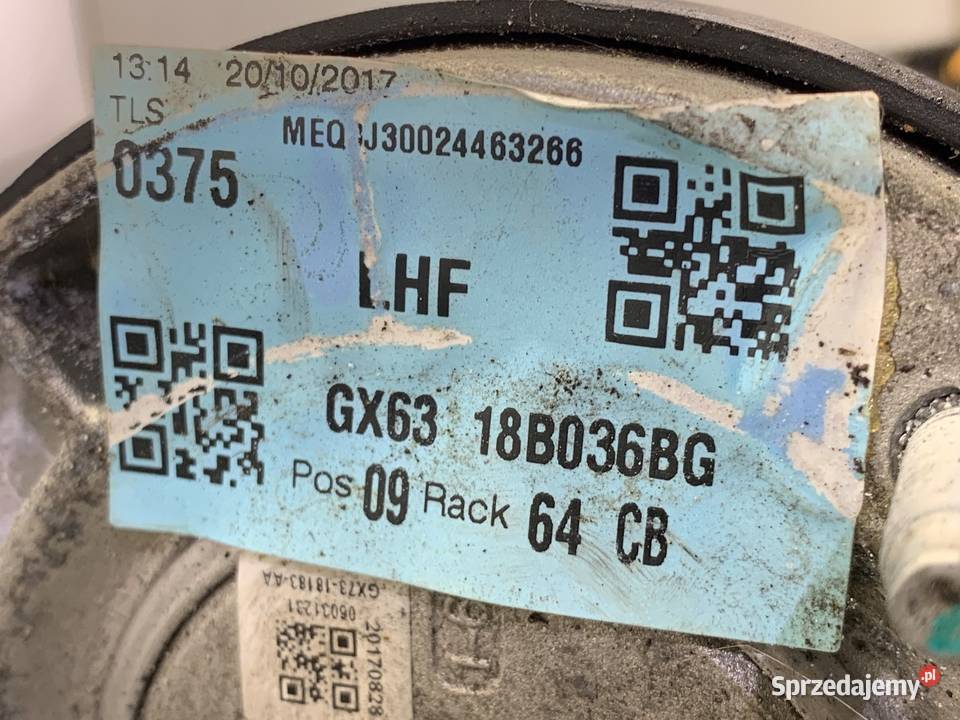 13:14 20/10/2017
TLS
MEQ J30024463266
0375
LHF
GX63 18B036BG
Pos 09 Rack 64 CB
GX73-18183-AA
06031231
20170828
Sprzedajemy.pl